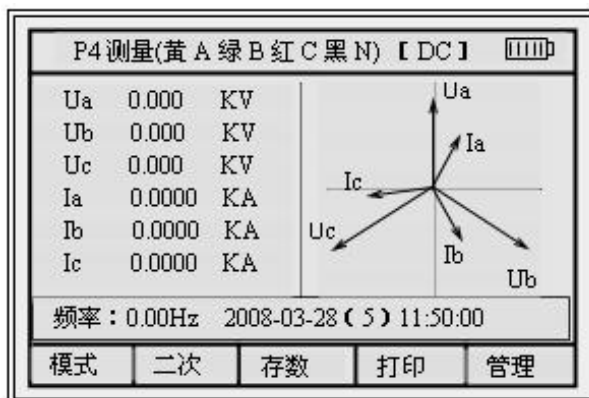 P4测量(黄A绿B红C黑N)【DC】
Ua 0.000 KV
Ub 0.000 KV
Uc 0.000 KV
Ia 0.0000 KA
Ib 0.0000 KA
Ic 0.0000 KA
Ua
Ia
Ic
Uc
Ib
Ub
频率：0.00Hz 2008-03-28（5）11:50:00
模式 二次 存数 打印 管理